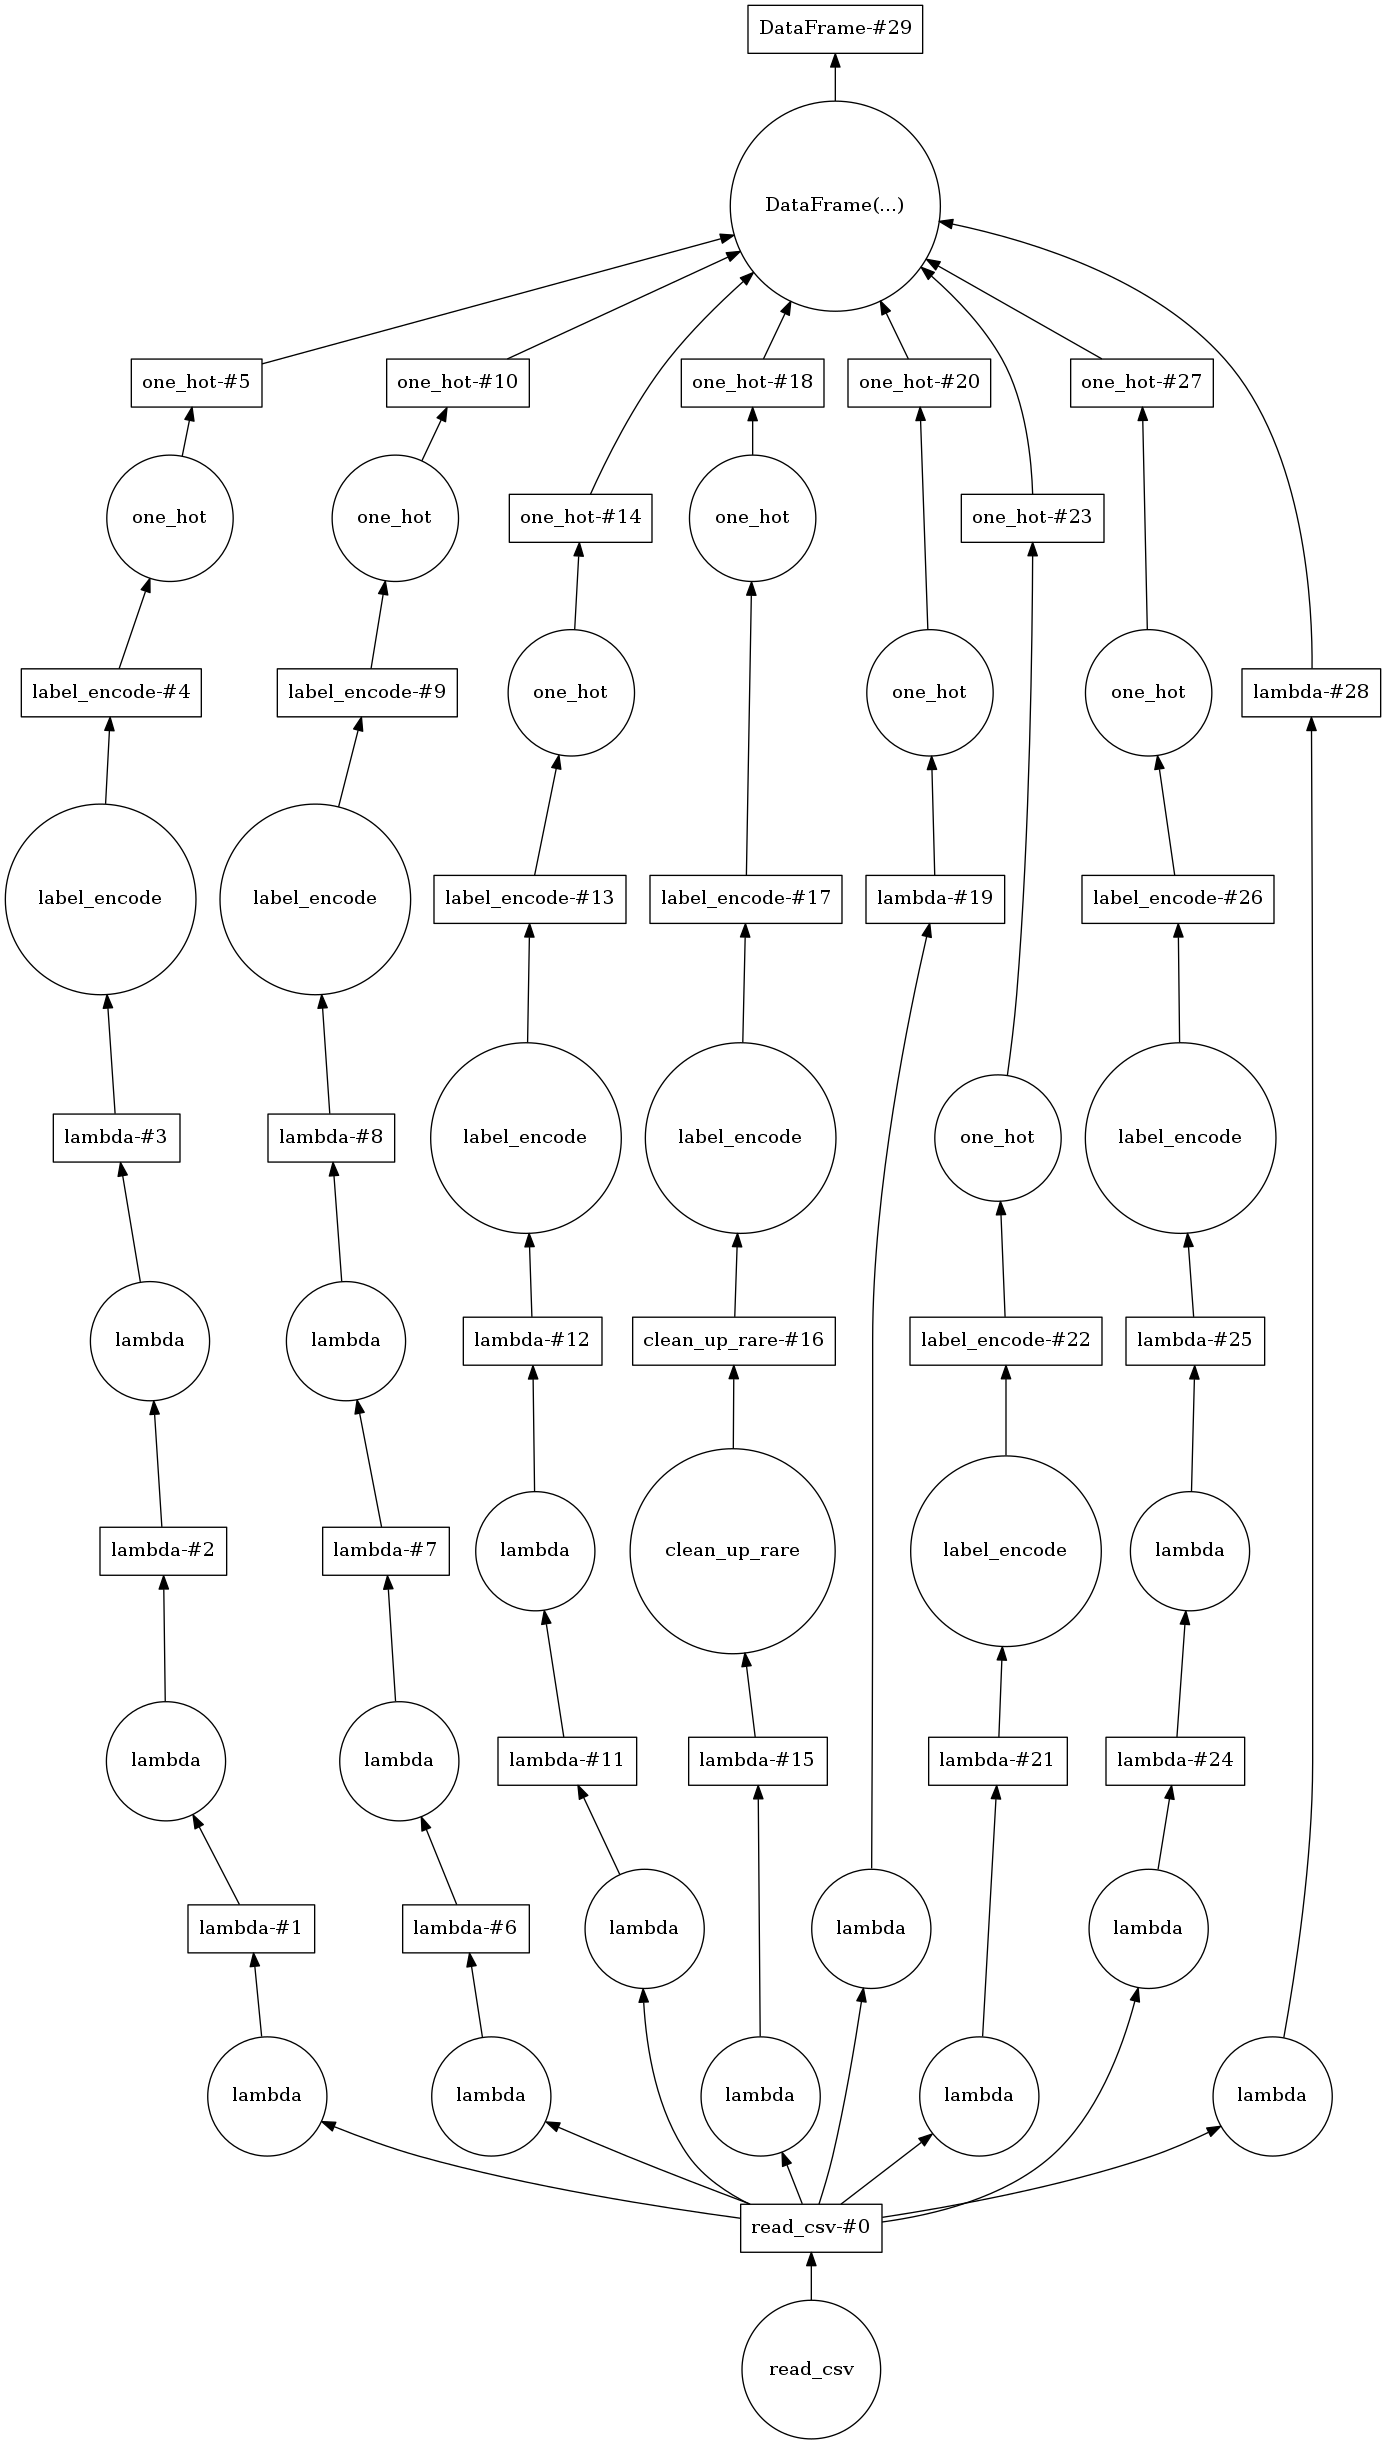 DataFrame-#29
DataFrame(...)
one_hot-#5
one_hot-#10
one_hot-#18
one_hot-#20
one_hot-#27
one_hot
one_hot
one_hot-#14
one_hot
one_hot-#23
label_encode-#4
label_encode-#9
one_hot
one_hot
one_hot
lambda-#28
label_encode
label_encode
label_encode-#13
label_encode-#17
lambda-#19
label_encode-#26
lambda-#3
lambda-#8
label_encode
label_encode
one_hot
label_encode
lambda
lambda
lambda-#12
clean_up_rare-#16
label_encode-#22
lambda-#25
lambda-#2
lambda-#7
lambda
clean_up_rare
label_encode
lambda
lambda
lambda
lambda-#11
lambda-#15
lambda-#21
lambda-#24
lambda-#1
lambda-#6
lambda
lambda
lambda
lambda
lambda
lambda
lambda
lambda
read_csv-#0
read_csv